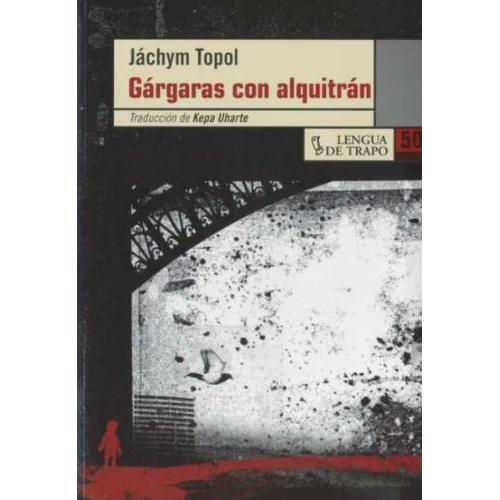 Jáchym Topol
Gárgaras con alquitrán
Traducción de Kepa Uharte
LENGUA
DE TRAPO
50